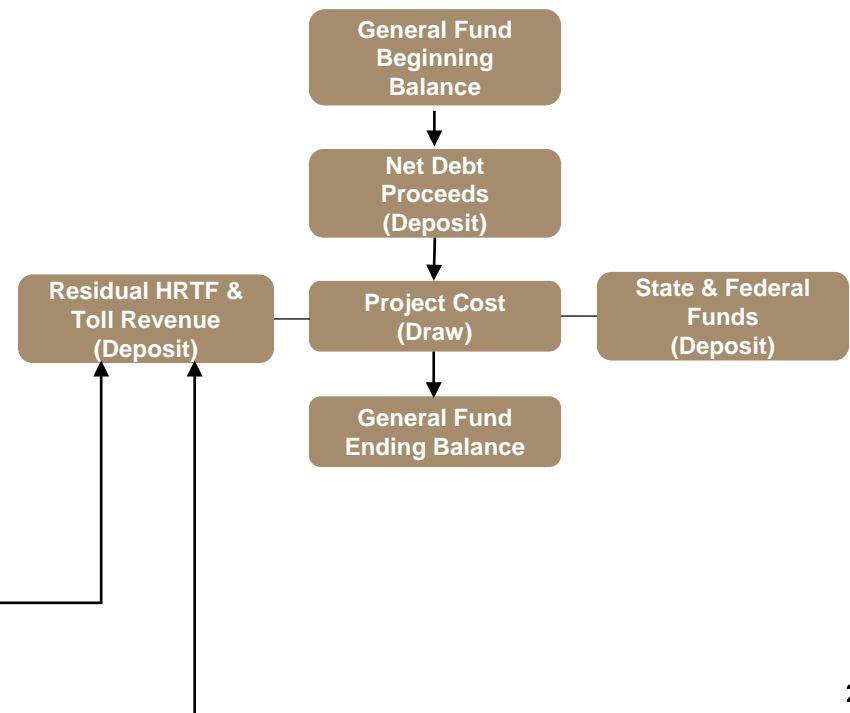 General Fund
Beginning
Balance
Net Debt
Proceeds
(Deposit)
Residual HRTF &
Toll Revenue
(Deposit)
Project Cost
(Draw)
State & Federal
Funds
(Deposit)
General Fund
Ending Balance